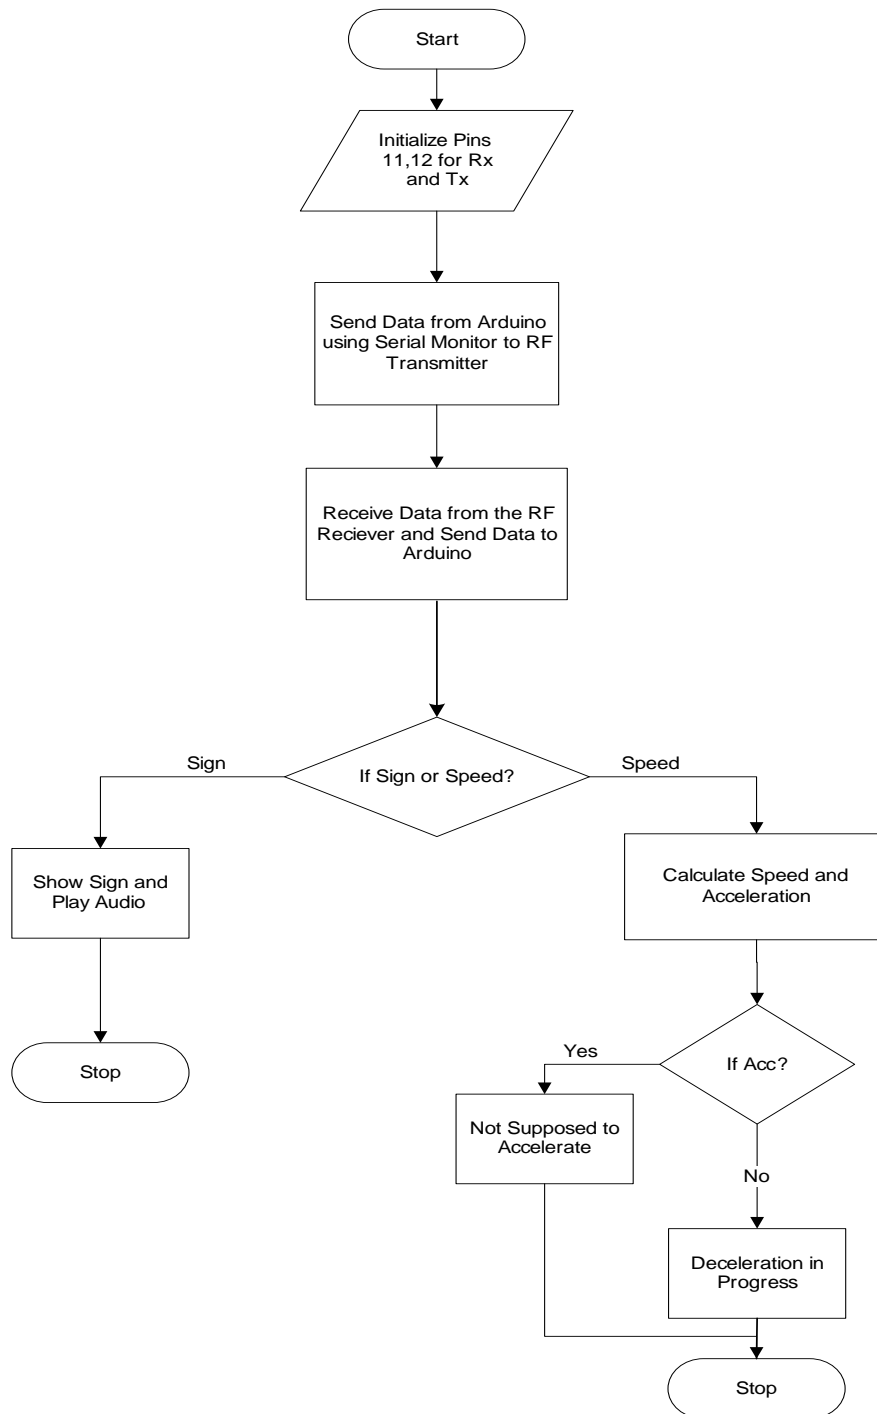 Start
Initialize Pins
11,12 for Rx
and Tx
Send Data from Arduino
using Serial Monitor to RF
Transmitter
Receive Data from the RF
Reciever and Send Data to
Arduino
If Sign or Speed?
Sign
Speed
Show Sign and
Play Audio
Stop
Calculate Speed and
Acceleration
If Acc?
Yes
Not Supposed to
Accelerate
No
Deceleration in
Progress
Stop